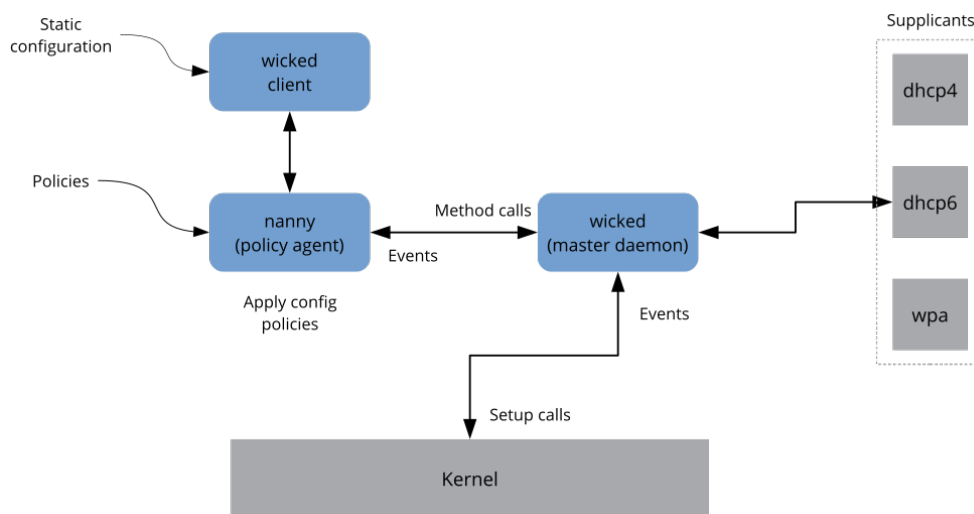 Static
configuration
wicked
client
Supplicants
dhcp4
Policies
nanny
(policy agent)
Method calls
Events
wicked
(master daemon)
dhcp6
Apply config
policies
Events
wpa
Setup calls
Kernel